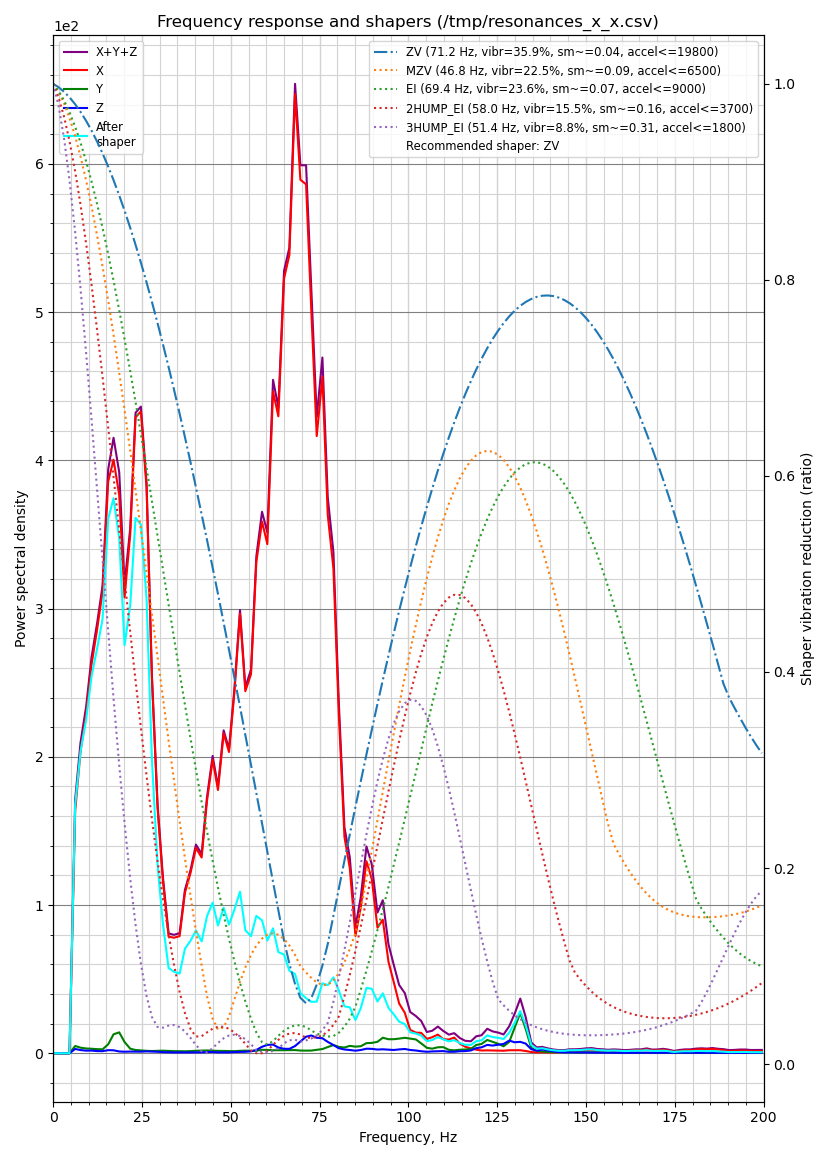 Frequency response and shapers (/tmp/resonances_x_x.csv)
1e2
X+Y+Z
X
Y
Z
After
shaper
ZV (71.2 Hz, vibr=35.9%, sm~=0.04, accel<=19800)
MZV (46.8 Hz, vibr=22.5%, sm~=0.09, accel<=6500)
EI (69.4 Hz, vibr=23.6%, sm~=0.07, accel<=9000)
2HUMP_EI (58.0 Hz, vibr=15.5%, sm~=0.16, accel<=3700)
3HUMP_EI (51.4 Hz, vibr=8.8%, sm~=0.31, accel<=1800)
Recommended shaper: ZV
6
5
4
3
2
1
0
Power spectral density
1.0
0.8
0.6
0.4
0.2
0.0
Shaper vibration reduction (ratio)
0 25 50 75 100 125 150 175 200
Frequency, Hz